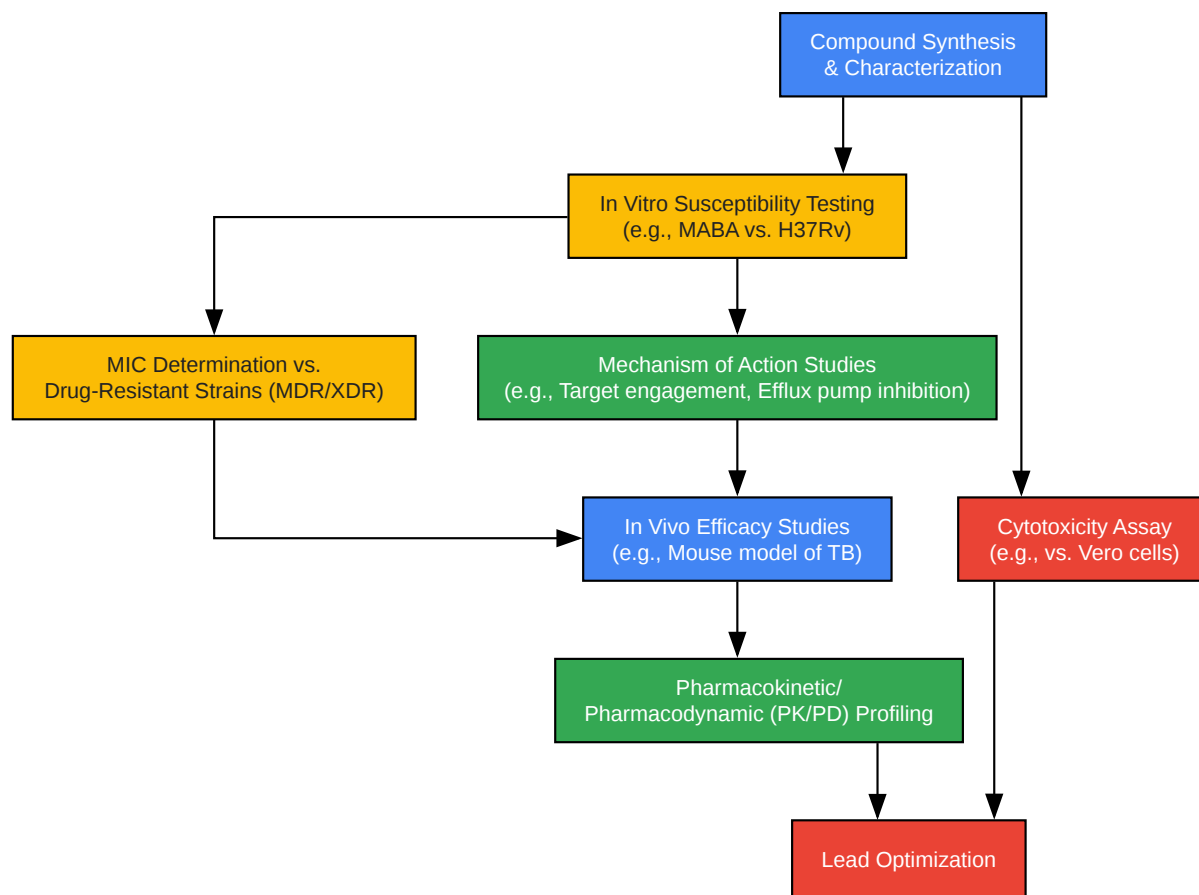 Compound Synthesis
& Characterization
In Vitro Susceptibility Testing
(e.g., MABA vs. H37Rv)
MIC Determination vs.
Drug-Resistant Strains (MDR/XDR)
Mechanism of Action Studies
(e.g., Target engagement, Efflux pump inhibition)
In Vivo Efficacy Studies
(e.g., Mouse model of TB)
Cytotoxicity Assay
(e.g., vs. Vero cells)
Pharmacokinetic/
Pharmacodynamic (PK/PD) Profiling
Lead Optimization